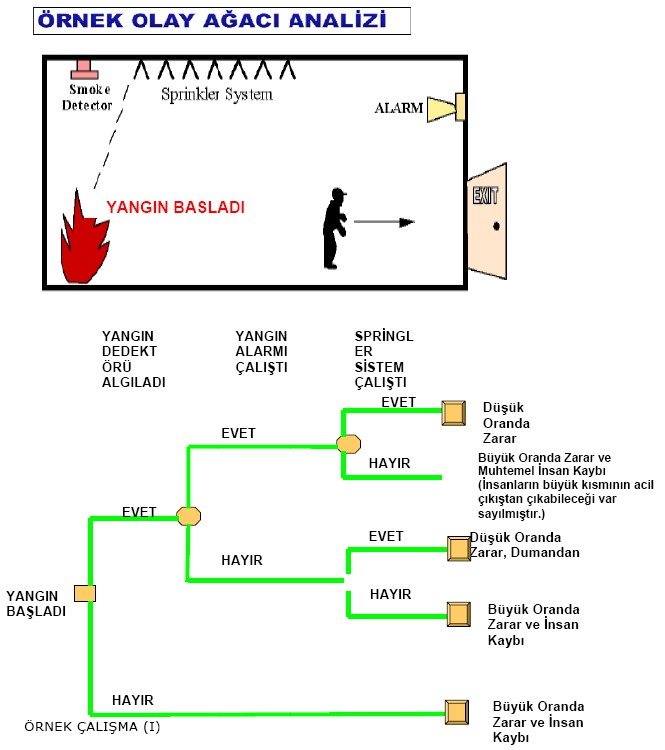 ÖRNEK OLAY AĞACI ANALİZİ
Smoke
Detector
Sprinkler System
ALARM
YANGIN BASLADI
EXIT
YANGIN
DEDEKT
ÖRÜ
ALGILADI
YANGIN
ALARMI
ÇALIŞTI
SPRİNGL
ER
SİSTEM
ÇALIŞTI
EVET
Düşük
Oranda
Zarar
EVET
HAYIR
Büyük Oranda Zarar ve
Muhtemel İnsan Kaybı
(İnsanların büyük kısmının acil
çıkıştan çıkabileceği var
sayılmıştır.)
EVET
EVET
Düşük Oranda
Zarar, Dumandan
HAYIR
HAYIR
Büyük Oranda
Zarar ve İnsan
Kaybı
YANGIN
BAŞLADI
HAYIR
Büyük Oranda
Zarar ve İnsan
Kaybı
ÖRNEK ÇALIŞMA (I)